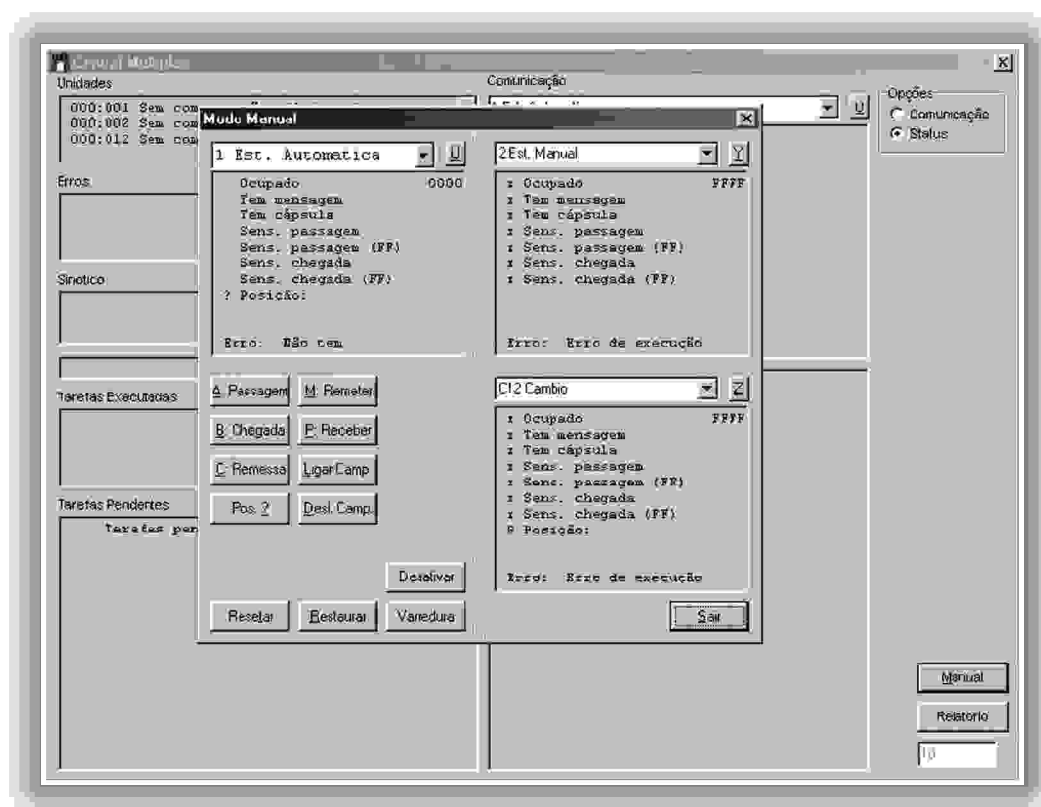 Unidades
000:001 Sem com
000:002 Sem com
000:012 Sem com
Erros
Sinotico
Tarefas Executadas
Tarefas Pendentes
Tarefas pen
Comunicação
U
Opções
Comunicação
Status
Modo Manual
1 Est. Automatica
U
Ocupado 0000
Tem mensagem
Tem cápsula
Sens. passagem
Sens. passagem (FF)
Sens. chegada
Sens. chegada (FF)
? Posição:
Erro: Não tem
2 Est. Manual
Y
x Ocupado FFFF
x Tem mensagem
x Tem cápsula
x Sens. passagem
x Sens. passagem (FF)
x Sens. chegada
x Sens. chegada (FF)
Erro: Erro de execução
A: Passagem
M: Remeter
B: Chegada
P: Receber
C: Remessa
Ligar Camp
Pos. ?
Desl. Camp.
C12 Cambio
Z
x Ocupado FFFF
x Tem mensagem
x Tem cápsula
x Sens. passagem
x Sens. passagem (FF)
x Sens. chegada
x Sens. chegada (FF)
Posição:
Erro: Erro de execução
Desativar
Resetar
Restaurar
Varredura
Sair
Manual
Relatorio